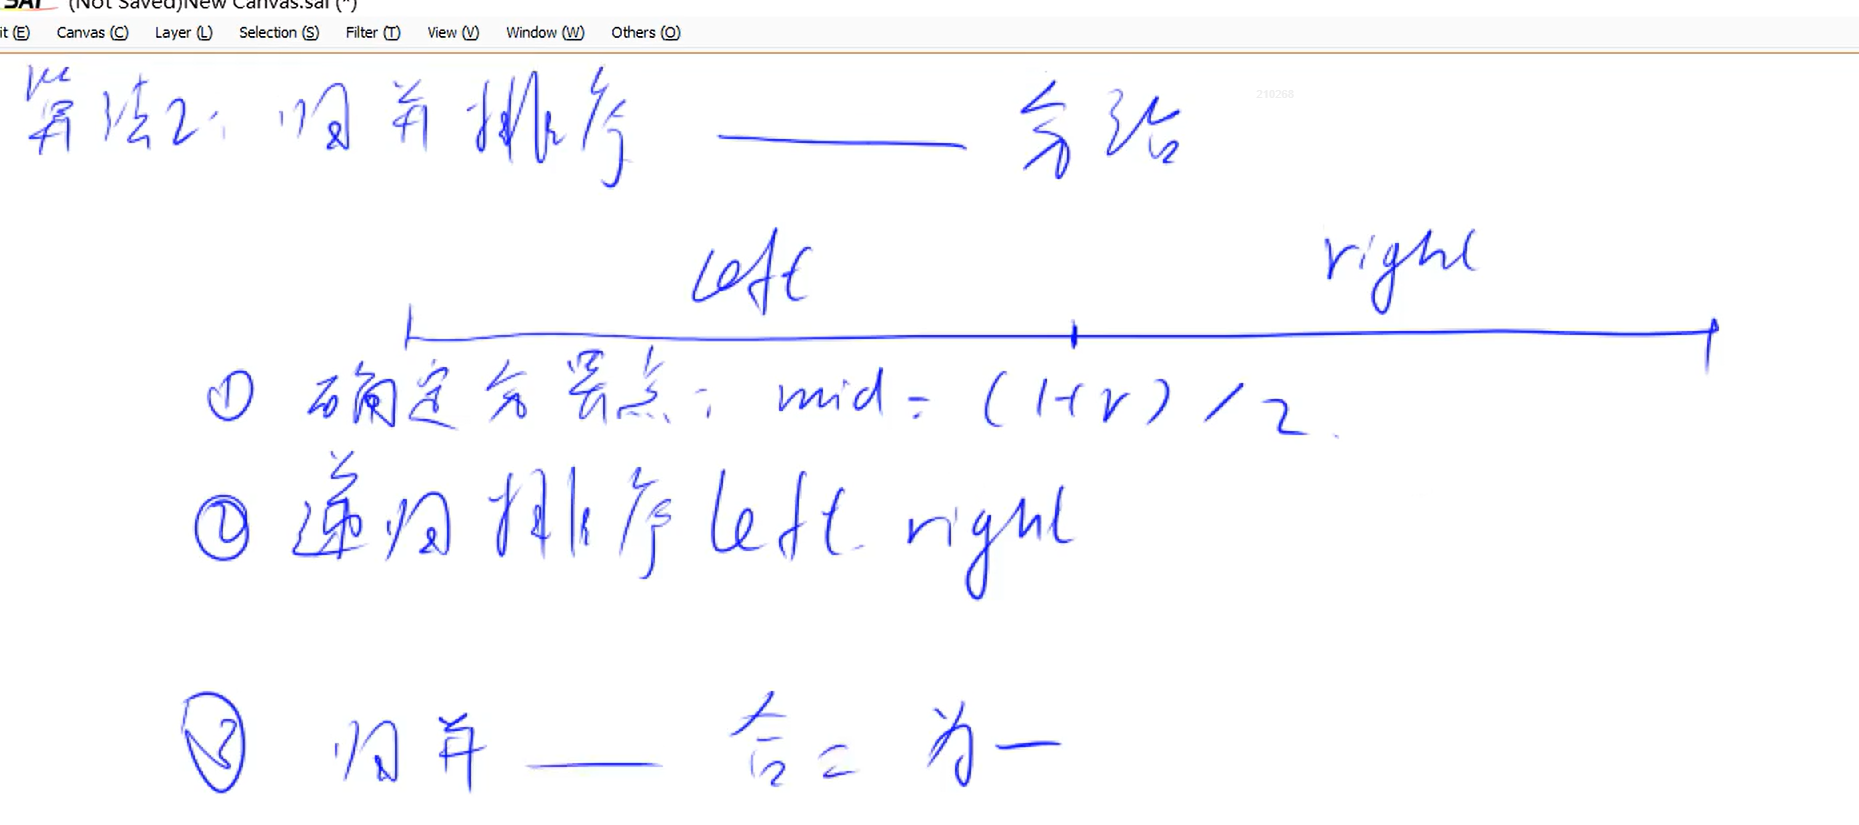 SAI (Not Saved)New Canvas.sai (*)
it (E) Canvas (C) Layer (L) Selection (S) Filter (T) View (V) Window (W) Others (O)
算法2: 归并排序 —— 分治
210268
left right
① 确定分界点: mid = (l+r) / 2
② 递归排序 left right
③ 归并 —— 合二为一